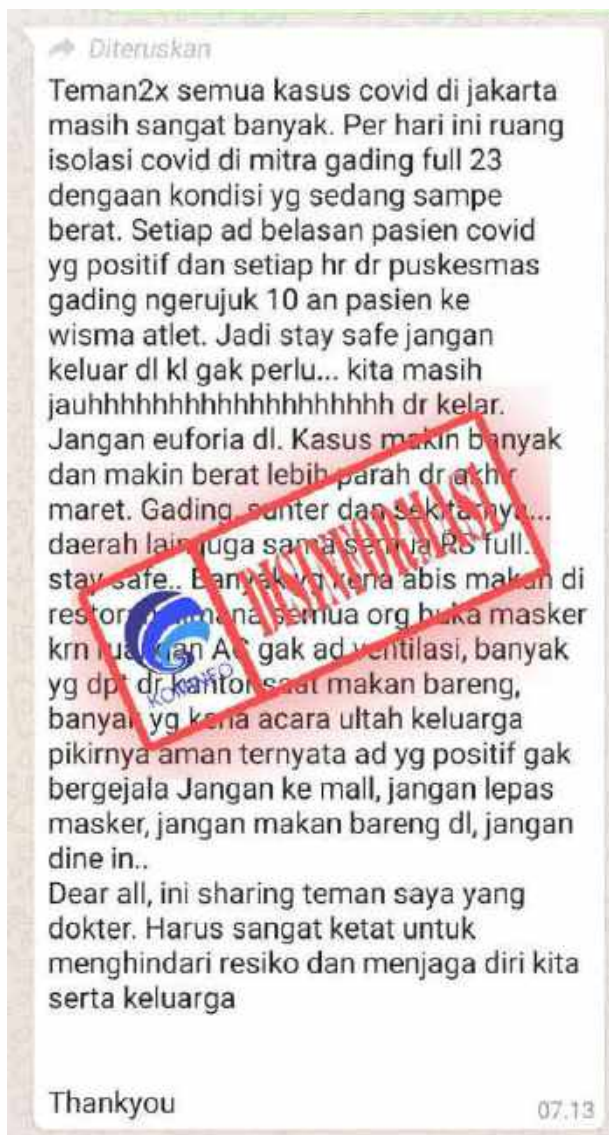 Diteruskan
Teman2x semua kasus covid di jakarta
masih sangat banyak. Per hari ini ruang
isolasi covid di mitra gading full 23
dengaan kondisi yg sedang sampe
berat. Setiap ad belasan pasien covid
yg positif dan setiap hr dr puskesmas
gading ngerujuk 10 an pasien ke
wisma atlet. Jadi stay safe jangan
keluar dl kl gak perlu... kita masih
jauhhhhhhhhhhhhhhhhhhhh dr kelar.
Jangan euforia dl. Kasus makin banyak
dan makin berat lebih parah dr akhir
maret. Gading, sunter dan sekitarnya...
daerah lain juga sama semua RS full.
stay safe.. Banyak yg kena abis makan di
restoran dimana semua org buka masker
krn ruangan AC gak ad ventilasi, banyak
yg dpt dr kantor saat makan bareng,
banyak yg kena acara ultah keluarga
pikirnya aman ternyata ad yg positif gak
bergejala Jangan ke mall, jangan lepas
masker, jangan makan bareng dl, jangan
dine in..
Dear all, ini sharing teman saya yang
dokter. Harus sangat ketat untuk
menghindari resiko dan menjaga diri kita
serta keluarga
Thankyou
07.13
KOMINFO
DISINFORMASI